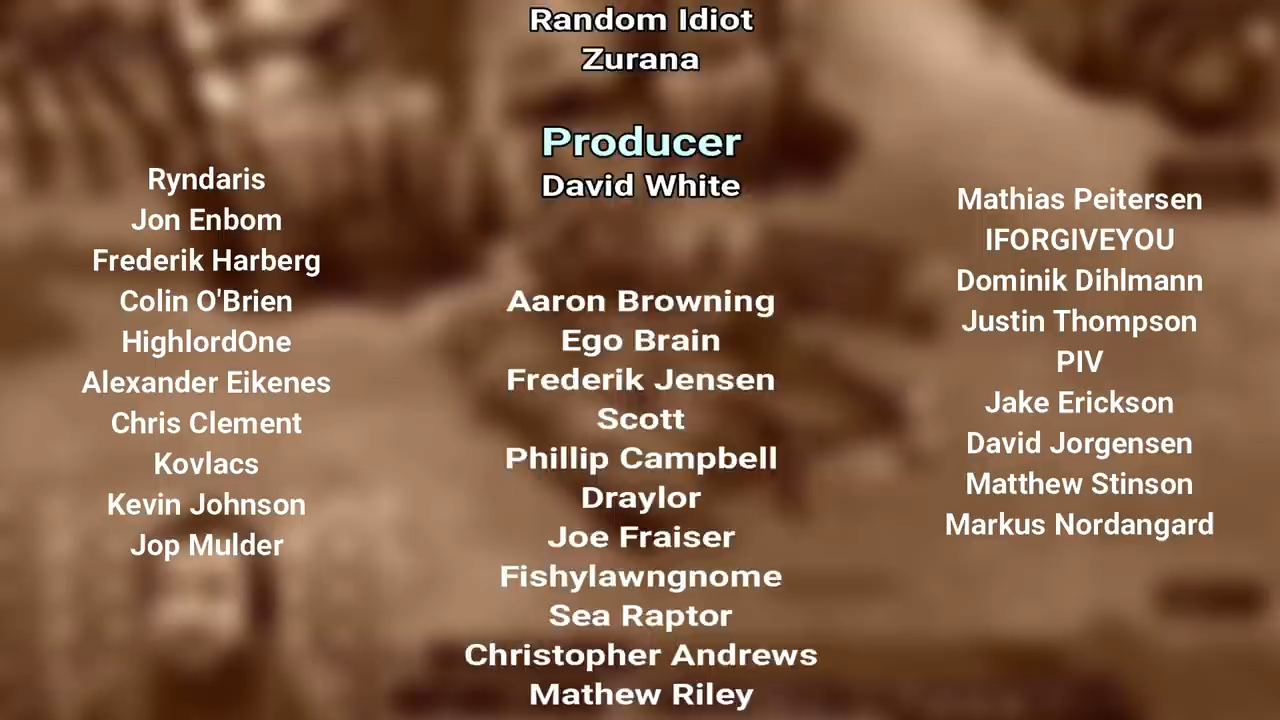 Random Idiot
Zurana
Producer
David White
Ryndaris
Jon Enbom
Frederik Harberg
Colin O'Brien
HighlordOne
Alexander Eikenes
Chris Clement
Kovlacs
Kevin Johnson
Jop Mulder
Aaron Browning
Ego Brain
Frederik Jensen
Scott
Phillip Campbell
Draylor
Joe Fraiser
Fishylawngnome
Sea Raptor
Christopher Andrews
Mathew Riley
Mathias Peitersen
IFORGIVEYOU
Dominik Dihlmann
Justin Thompson
PIV
Jake Erickson
David Jorgensen
Matthew Stinson
Markus Nordangard